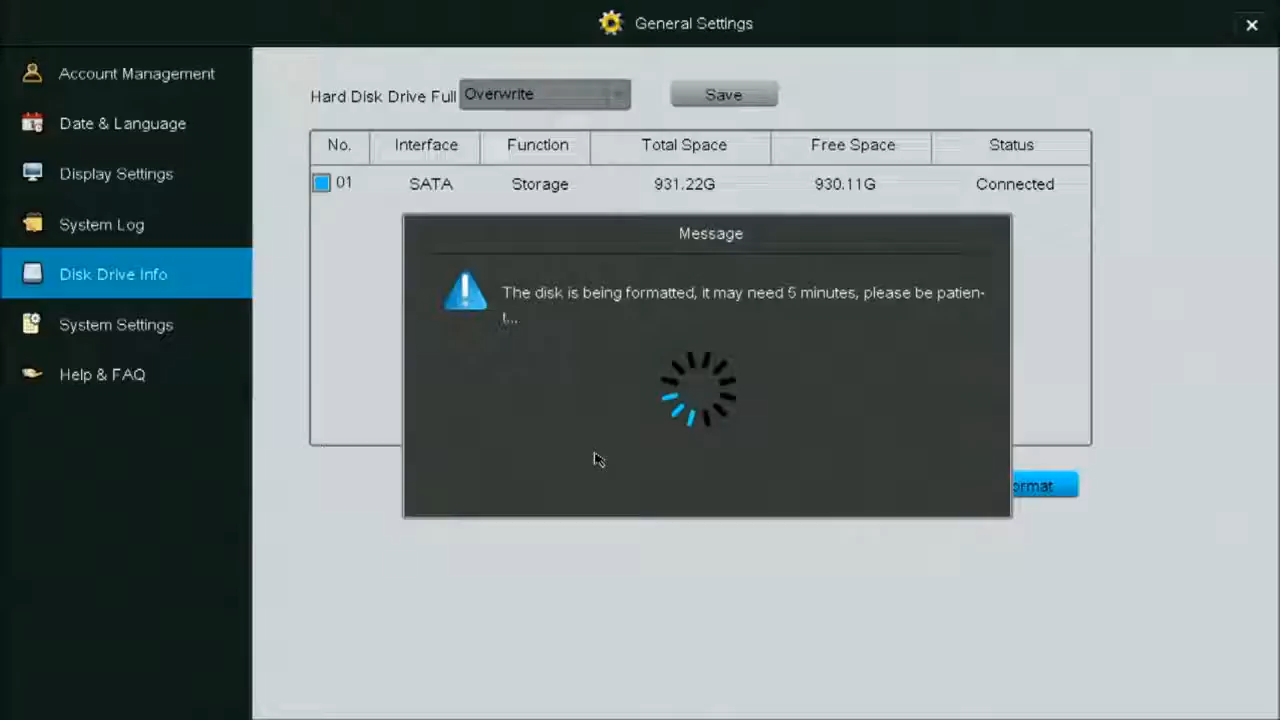 General Settings
Account Management
Date & Language
Display Settings
System Log
Disk Drive Info
System Settings
Help & FAQ
Hard Disk Drive Full Overwrite Save
No. Interface Function Total Space Free Space Status
01 SATA Storage 931.22G 930.11G Connected
Message
The disk is being formatted, it may need 5 minutes, please be patien-
t...
ormat